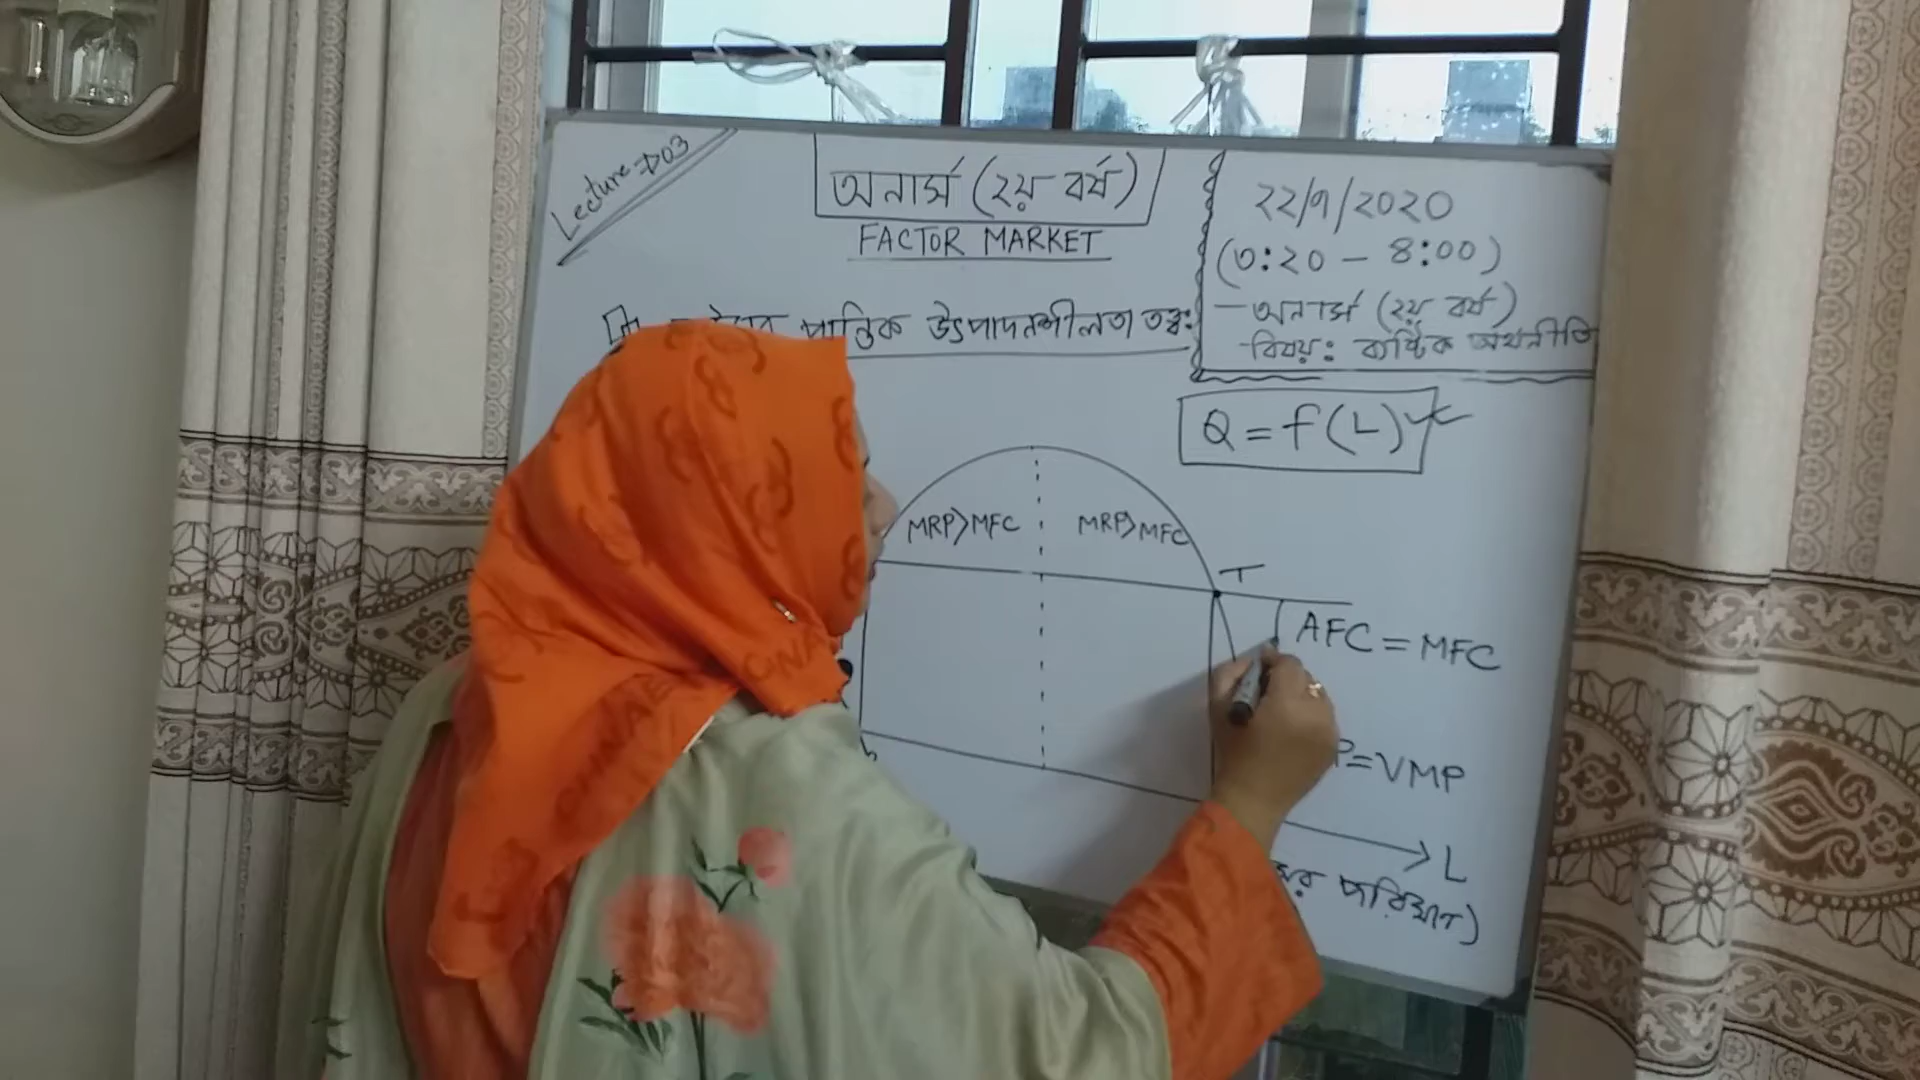 Lecture ⇒ 03
অনার্স (২য় বর্ষ)
FACTOR MARKET
প্রান্তিক উৎপাদনশীলতা তত্ত্ব:
২২/৭/২০২০
(৩:২০ – ৪:০০)
– অনার্স (২য় বর্ষ)
- বিষয়: ব্যষ্টিক অর্থনীতি
Q = f(L)
MRP>MFC
MRP>MFC
T
AFC = MFC
P=VMP
L
পরিমাণ)